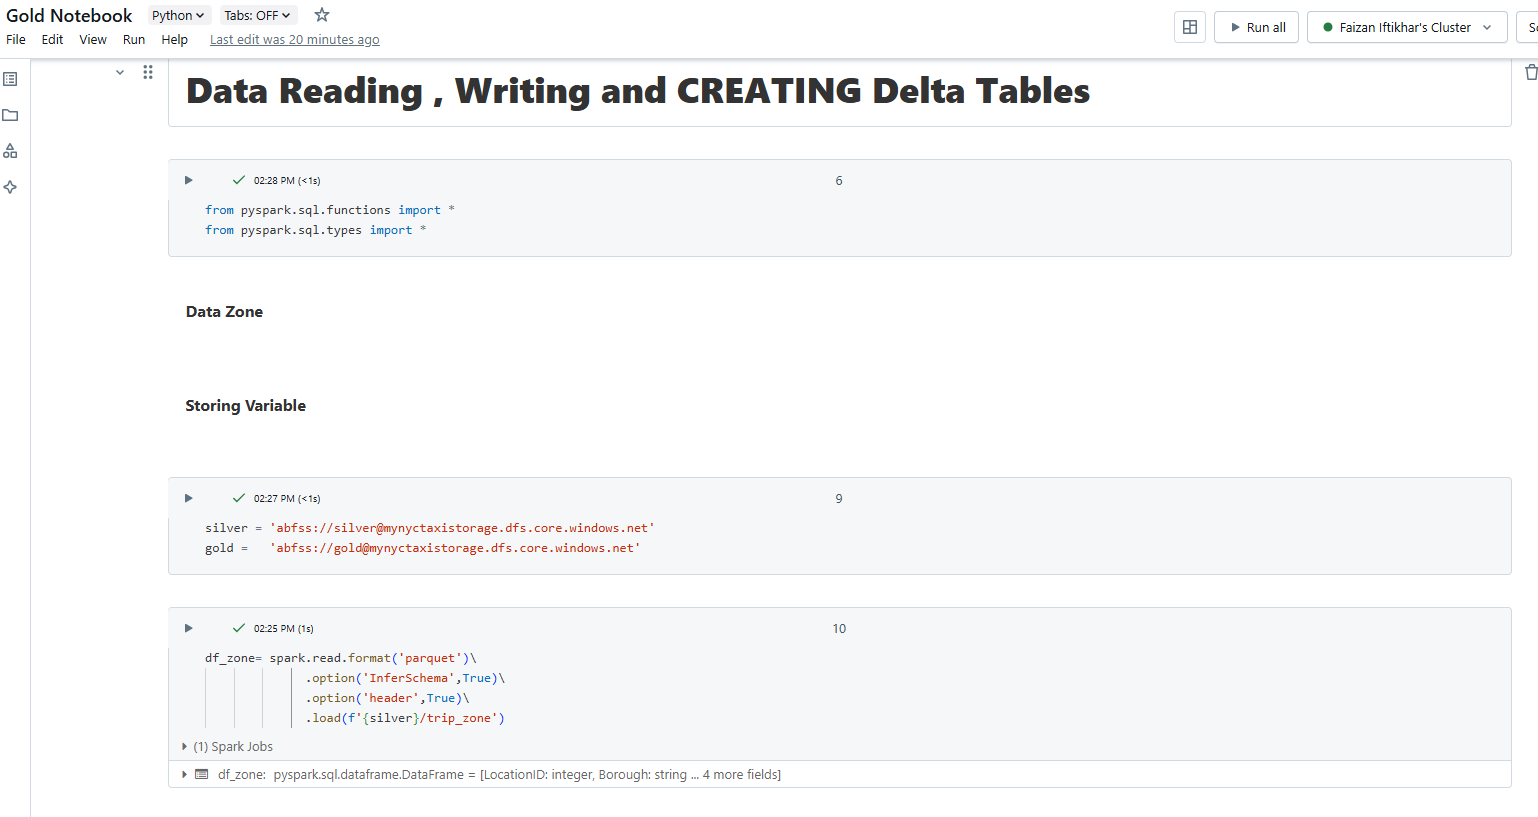 Gold Notebook Python Tabs: OFF
File Edit View Run Help Last edit was 20 minutes ago
Run all
Faizan Iftikhar's Cluster
Data Reading , Writing and CREATING Delta Tables
02:28 PM (<1s)
6
from pyspark.sql.functions import *
from pyspark.sql.types import *
Data Zone
Storing Variable
02:27 PM (<1s)
9
silver = 'abfss://silver@mynyctaxistorage.dfs.core.windows.net'
gold =   'abfss://gold@mynyctaxistorage.dfs.core.windows.net'
02:25 PM (1s)
10
df_zone= spark.read.format('parquet')\
.option('InferSchema',True)\
.option('header',True)\
.load(f'{silver}/trip_zone')
(1) Spark Jobs
df_zone: pyspark.sql.dataframe.DataFrame = [LocationID: integer, Borough: string ... 4 more fields]